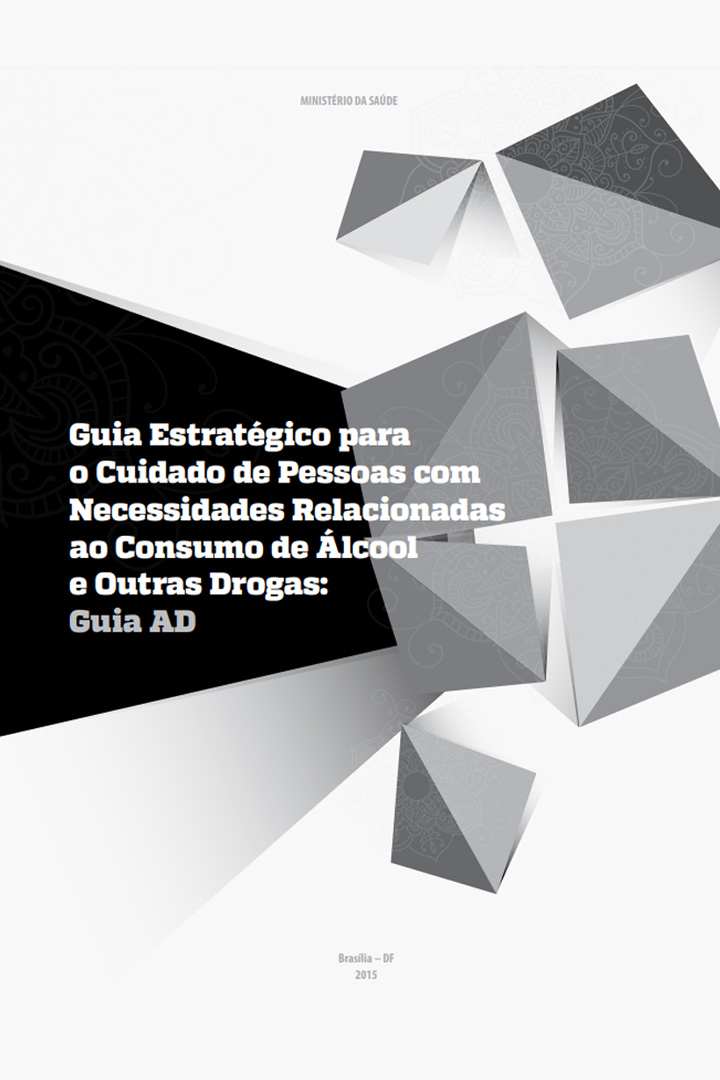 MINISTÉRIO DA SAÚDE
Guia Estratégico para
o Cuidado de Pessoas com
Necessidades Relacionadas
ao Consumo de Álcool
e Outras Drogas:
Guia AD
Brasília – DF
2015